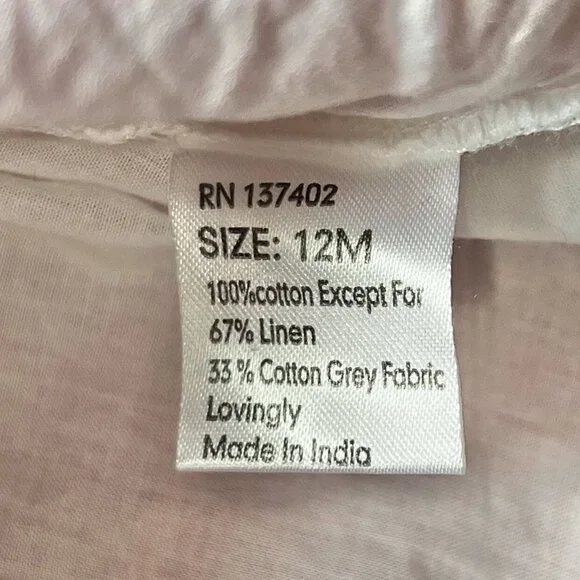 RN 137402
SIZE: 12M
100%cotton Except For
67% Linen
33 % Cotton Grey Fabric
Lovingly
Made In India